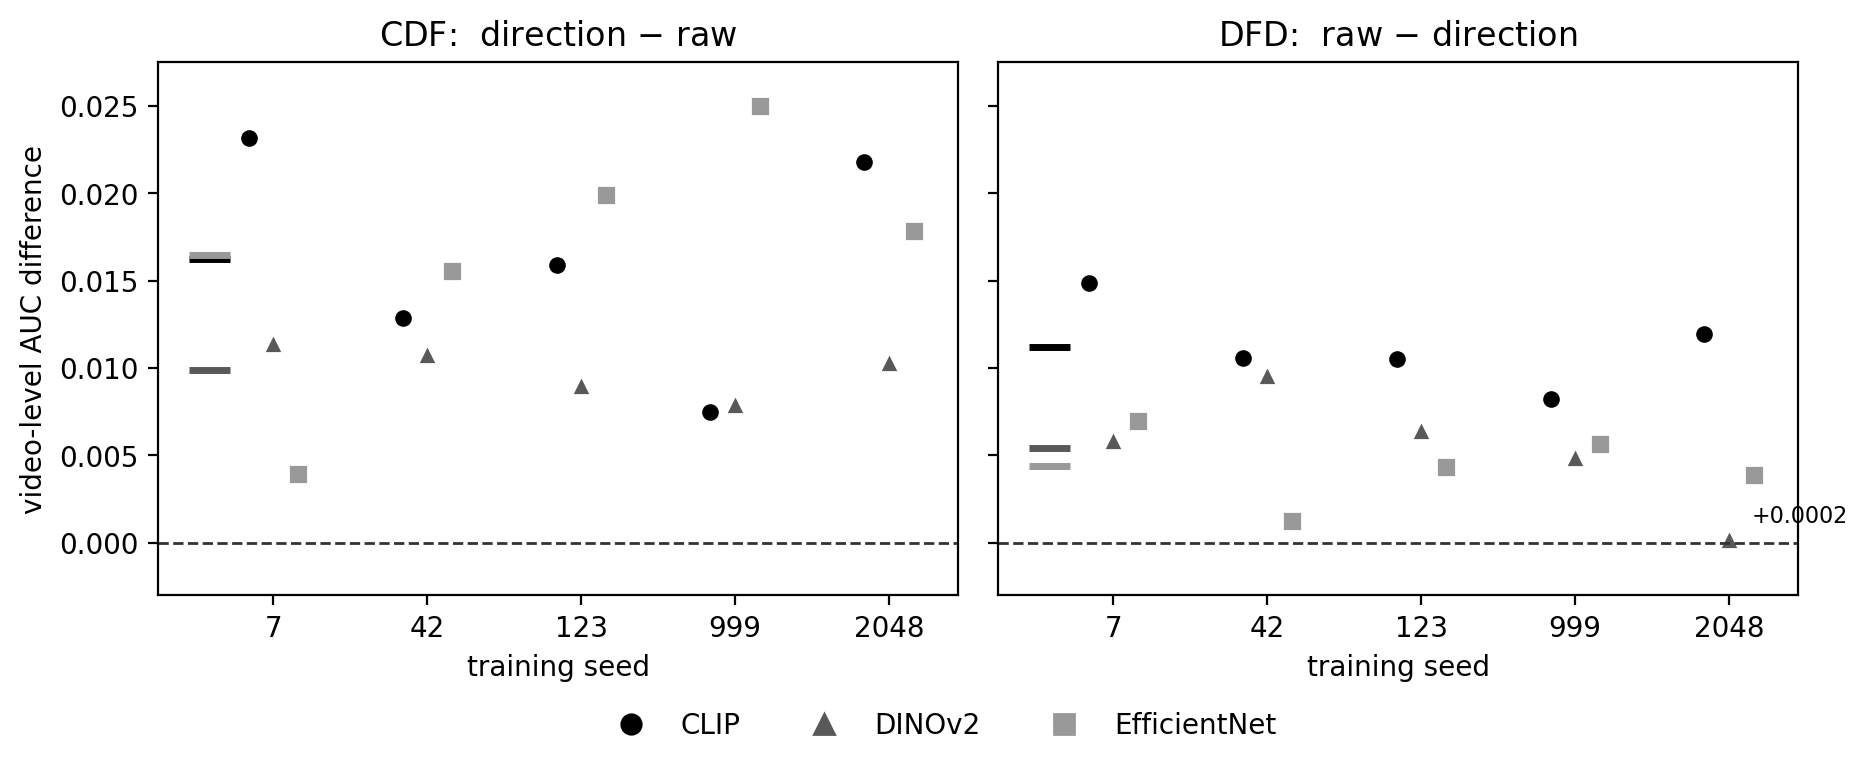 CDF:  direction − raw
DFD:  raw − direction
video-level AUC difference
0.025
0.020
0.015
0.010
0.005
0.000
+0.0002
7 42 123 999 2048
7 42 123 999 2048
training seed
training seed
CLIP DINOv2 EfficientNet